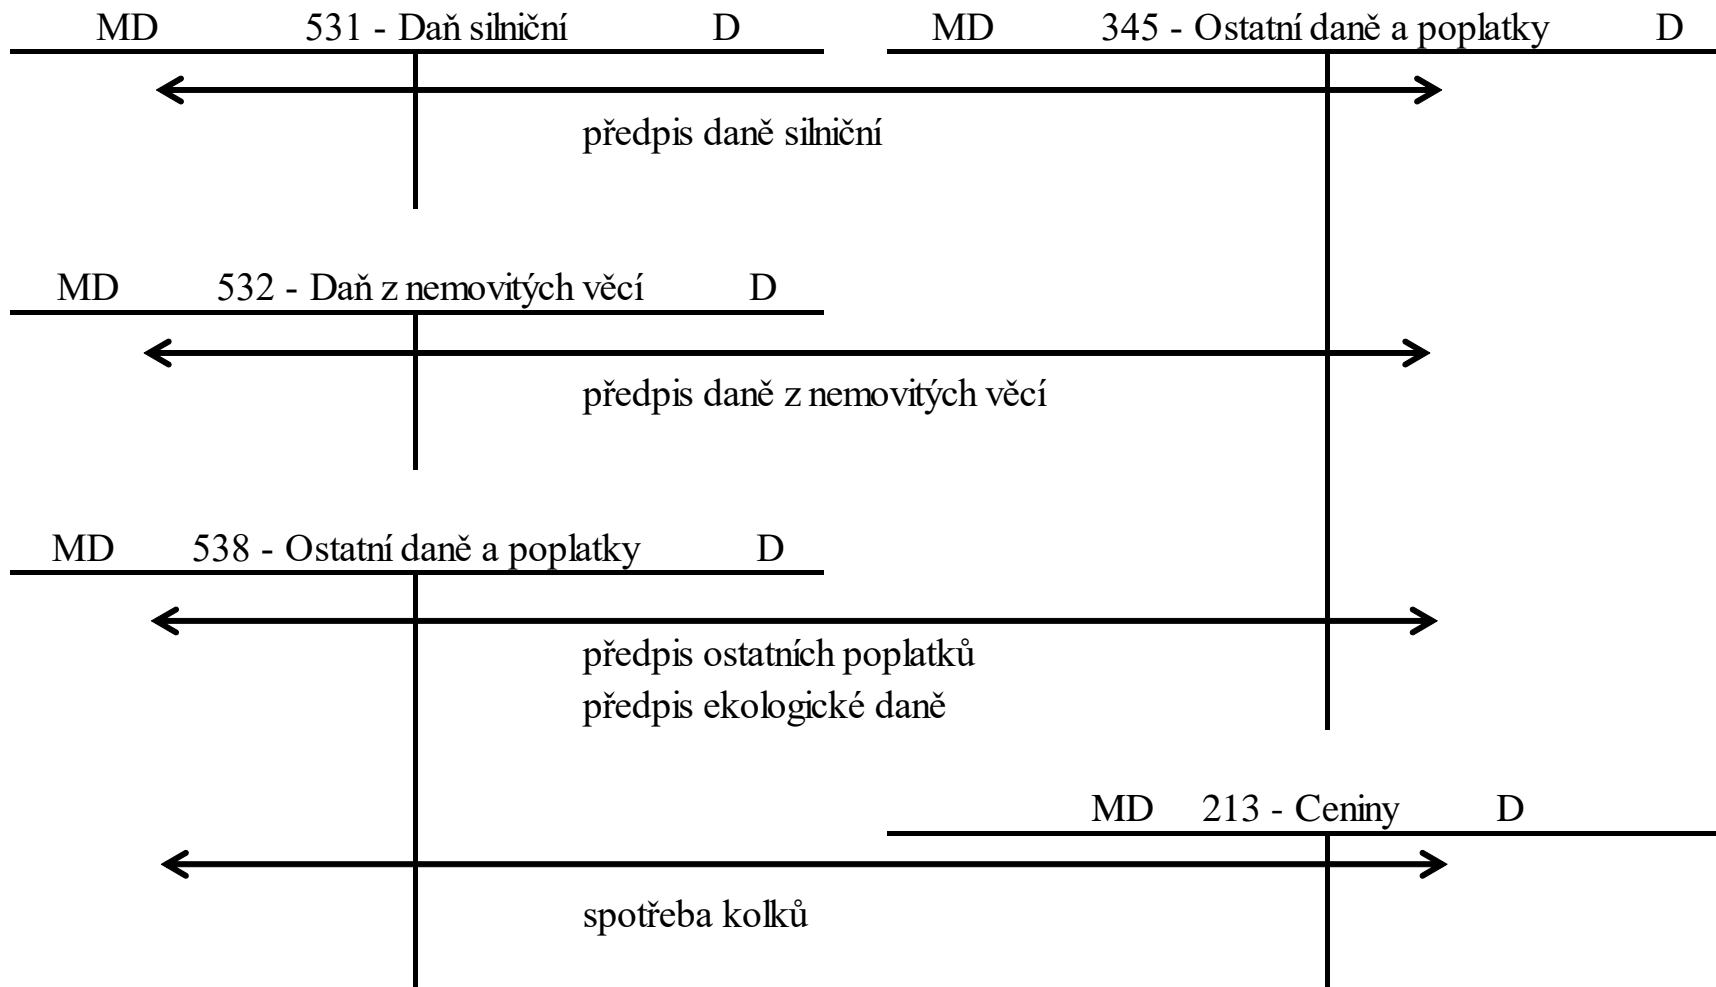 MD 531 - Daň silniční D MD 345 - Ostatní daně a poplatky D
předpis daně silniční
MD 532 - Daň z nemovitých věcí D
předpis daně z nemovitých věcí
MD 538 - Ostatní daně a poplatky D
předpis ostatních poplatků
předpis ekologické daně
MD 213 - Ceniny D
spotřeba kolků